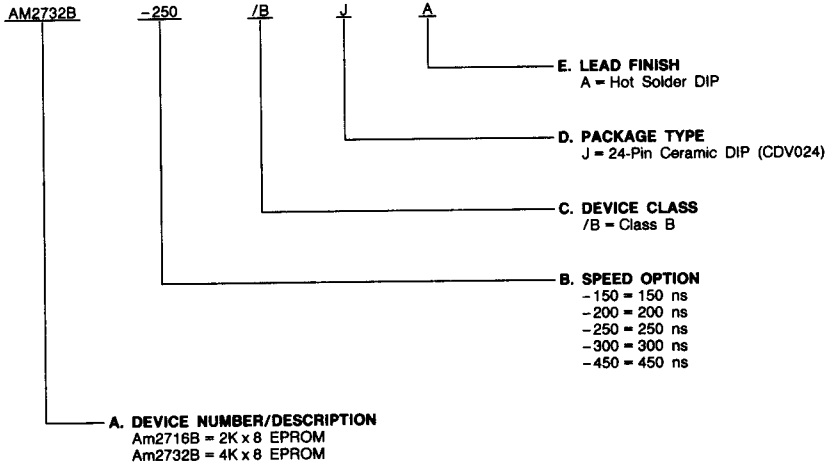 AM2732B -250 /B J A
E. LEAD FINISH
A = Hot Solder DIP
D. PACKAGE TYPE
J = 24-Pin Ceramic DIP (CDV024)
C. DEVICE CLASS
/B = Class B
B. SPEED OPTION
-150 = 150 ns
-200 = 200 ns
-250 = 250 ns
-300 = 300 ns
-450 = 450 ns
A. DEVICE NUMBER/DESCRIPTION
Am2716B = 2K x 8 EPROM
Am2732B = 4K x 8 EPROM